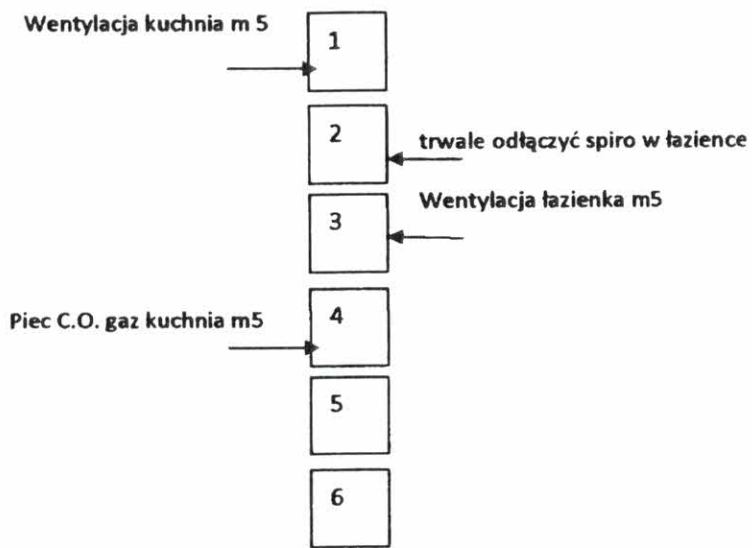 Wentylacja kuchnia m 5
1
2
trwale odłączyć spiro w łazience
Wentylacja łazienka m5
3
Piec C.O. gaz kuchnia m5
4
5
6